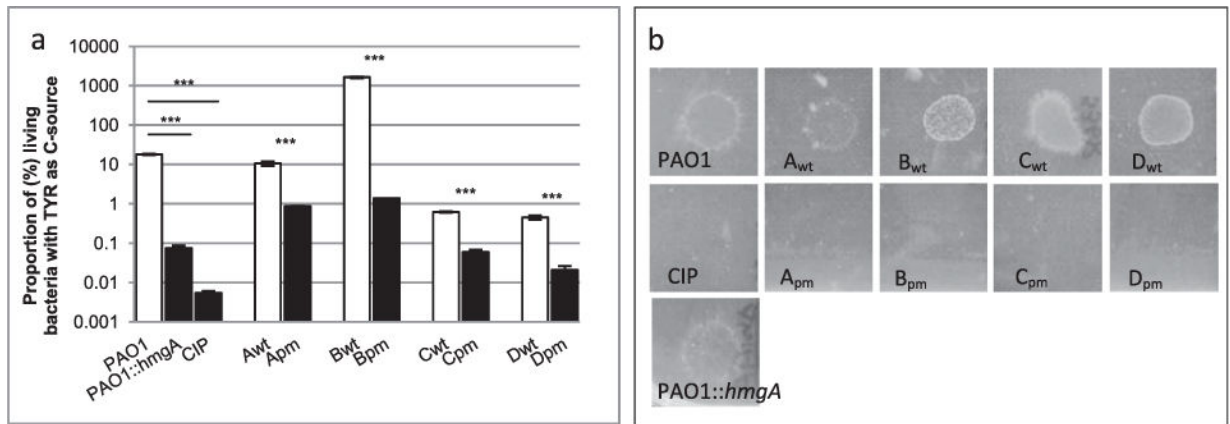 a
10000
1000
100
10
1
0.1
0.01
0.001
Proportion of (%) living
bacteria with TYR as C-source
***
***
***
***
***
***
PAO1
PAO1::hmgA
CIP
Awt
Apm
Bwt
Bpm
Cwt
Cpm
Dwt
Dpm
b
PAO1
Awt
Bwt
Cwt
Dwt
CIP
Apm
Bpm
Cpm
Dpm
PAO1::hmgA